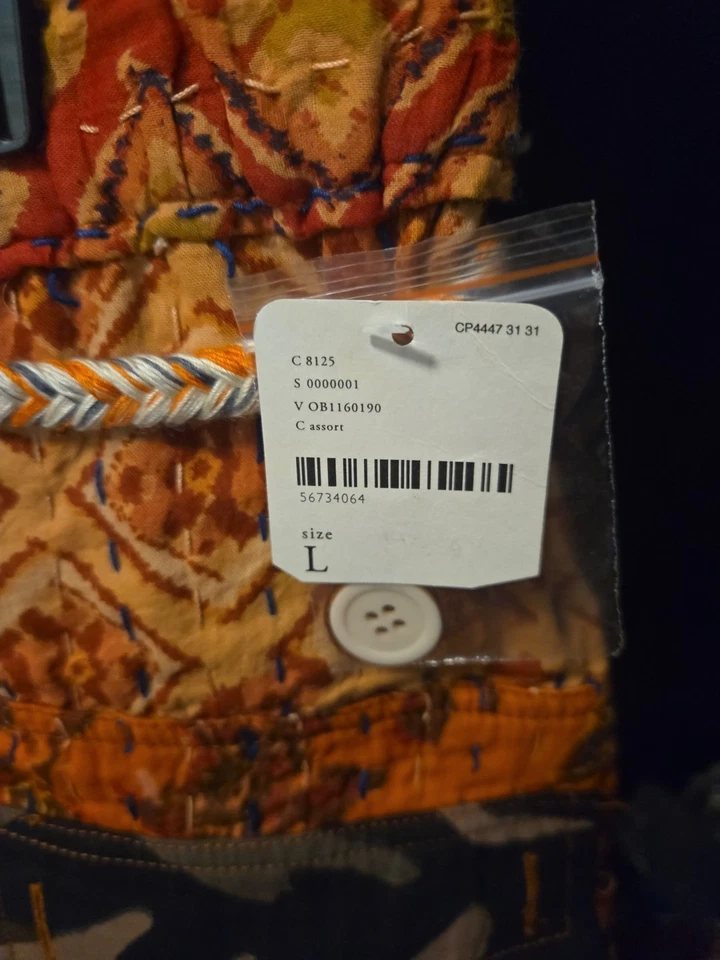 CP4447 31 31
C 8125
S 0000001
V OB1160190
C assort
56734064
size
L